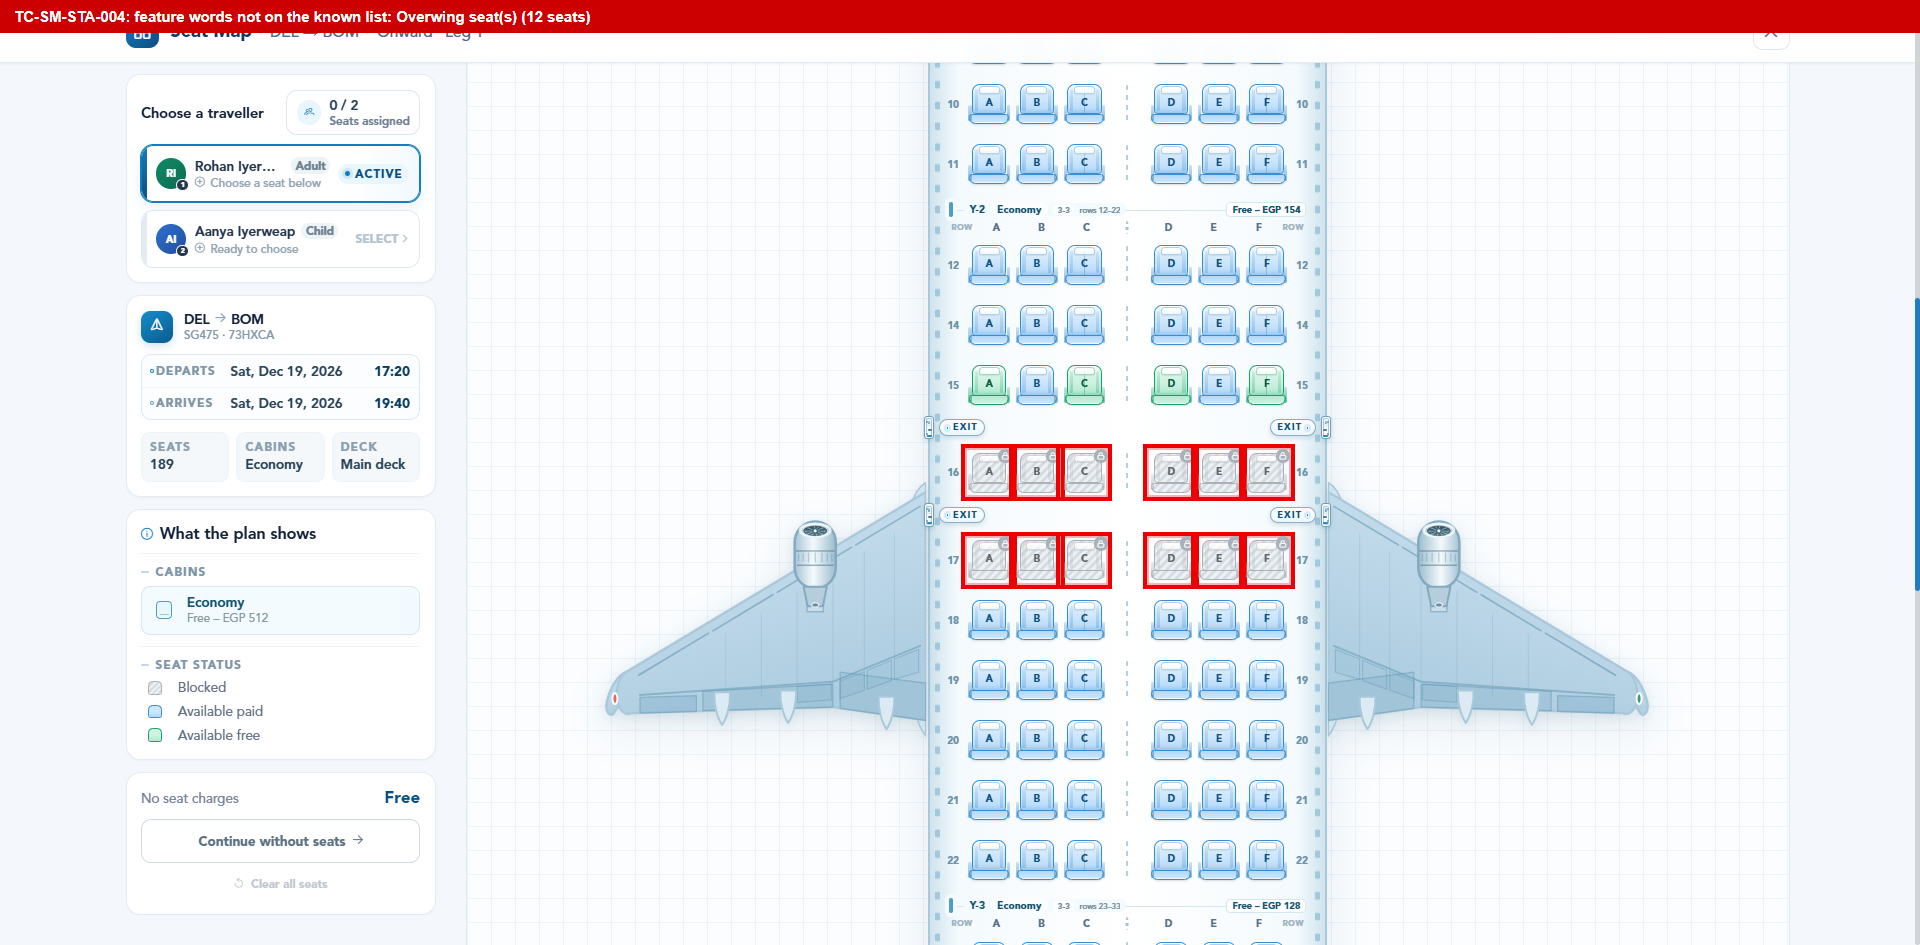 TC-SM-STA-004: feature words not on the known list: Overwing seat(s) (12 seats)
Choose a traveller
0 / 2
Seats assigned
RI
1
Rohan Iyer...
Adult
Choose a seat below
ACTIVE
AI
2
Aanya Iyerweap
Child
Ready to choose
SELECT
DEL → BOM
SG475 · 73HXCA
DEPARTS Sat, Dec 19, 2026 17:20
ARRIVES Sat, Dec 19, 2026 19:40
SEATS
189
CABINS
Economy
DECK
Main deck
What the plan shows
CABINS
Economy
Free – EGP 512
SEAT STATUS
Blocked
Available paid
Available free
No seat charges Free
Continue without seats →
Clear all seats
10 A B C D E F 10
11 A B C D E F 11
Y-2 Economy 3-3 rows 12–22 Free – EGP 154
ROW A B C D E F ROW
12 A B C D E F 12
14 A B C D E F 14
15 A B C D E F 15
EXIT EXIT
16 A B C D E F 16
EXIT EXIT
17 A B C D E F 17
18 A B C D E F 18
19 A B C D E F 19
20 A B C D E F 20
21 A B C D E F 21
22 A B C D E F 22
Y-3 Economy 3-3 rows 23–33 Free – EGP 128
ROW A B C D E F ROW